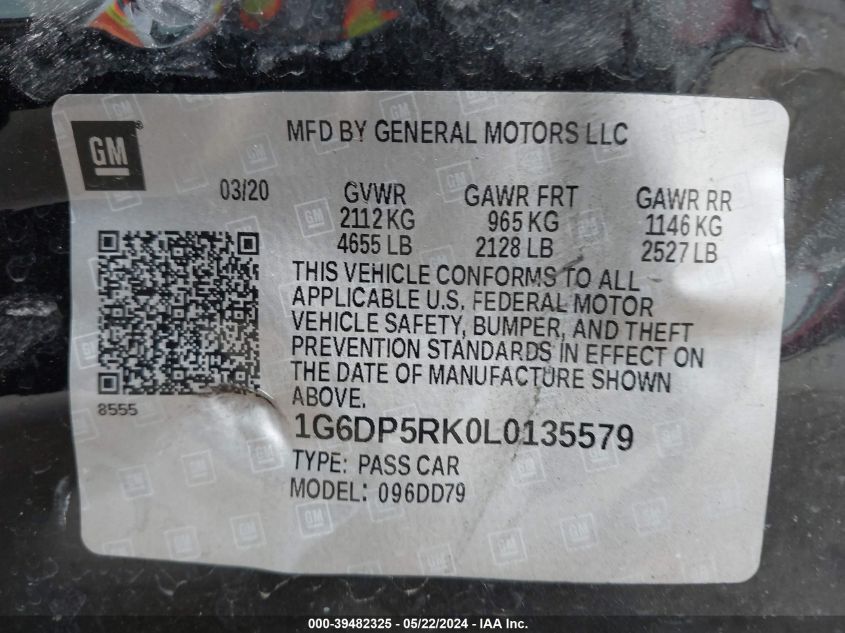 GM
MFD BY GENERAL MOTORS LLC
03/20 GVWR GAWR FRT GAWR RR
2112 KG 965 KG 1146 KG
4655 LB 2128 LB 2527 LB
THIS VEHICLE CONFORMS TO ALL
APPLICABLE U.S. FEDERAL MOTOR
VEHICLE SAFETY, BUMPER, AND THEFT
PREVENTION STANDARDS IN EFFECT ON
THE DATE OF MANUFACTURE SHOWN
ABOVE.
8555
1G6DP5RK0L0135579
TYPE: PASS CAR
MODEL: 096DD79
000-39482325 - 05/22/2024 - IAA Inc.